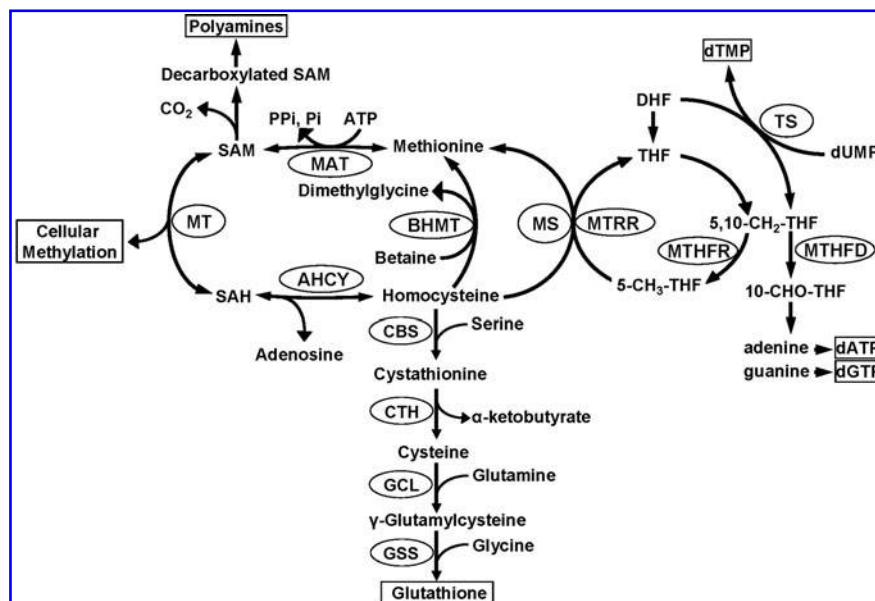 Polyamines
dTMP
Decarboxylated SAM
CO₂
PPi, Pi
ATP
DHF
TS
SAM
MAT
Methionine
THF
dUMP
Dimethylglycine
Cellular
Methylation
MT
BHMT
MS
MTRR
5,10-CH₂-THF
Betaine
MTHFR
MTHFD
AHCY
SAH
Homocysteine
5-CH₃-THF
10-CHO-THF
CBS
Serine
Adenosine
adenine
dATP
guanine
dGTP
Cystathionine
CTH
α-ketobutyrate
Cysteine
GCL
Glutamine
γ-Glutamylcysteine
GSS
Glycine
Glutathione